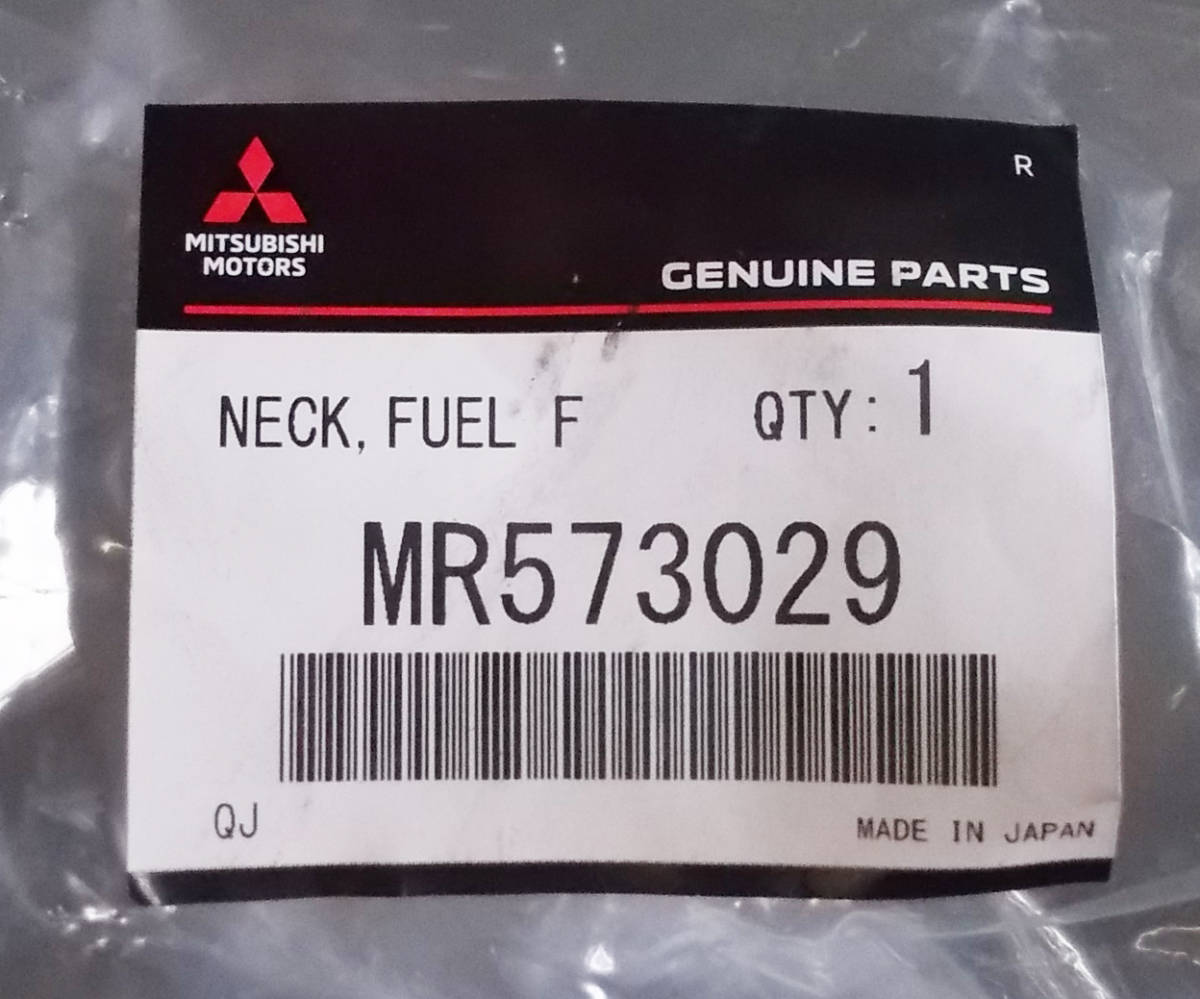 R
MITSUBISHI
MOTORS
GENUINE PARTS
NECK, FUEL F QTY: 1
MR573029
QJ
MADE IN JAPAN